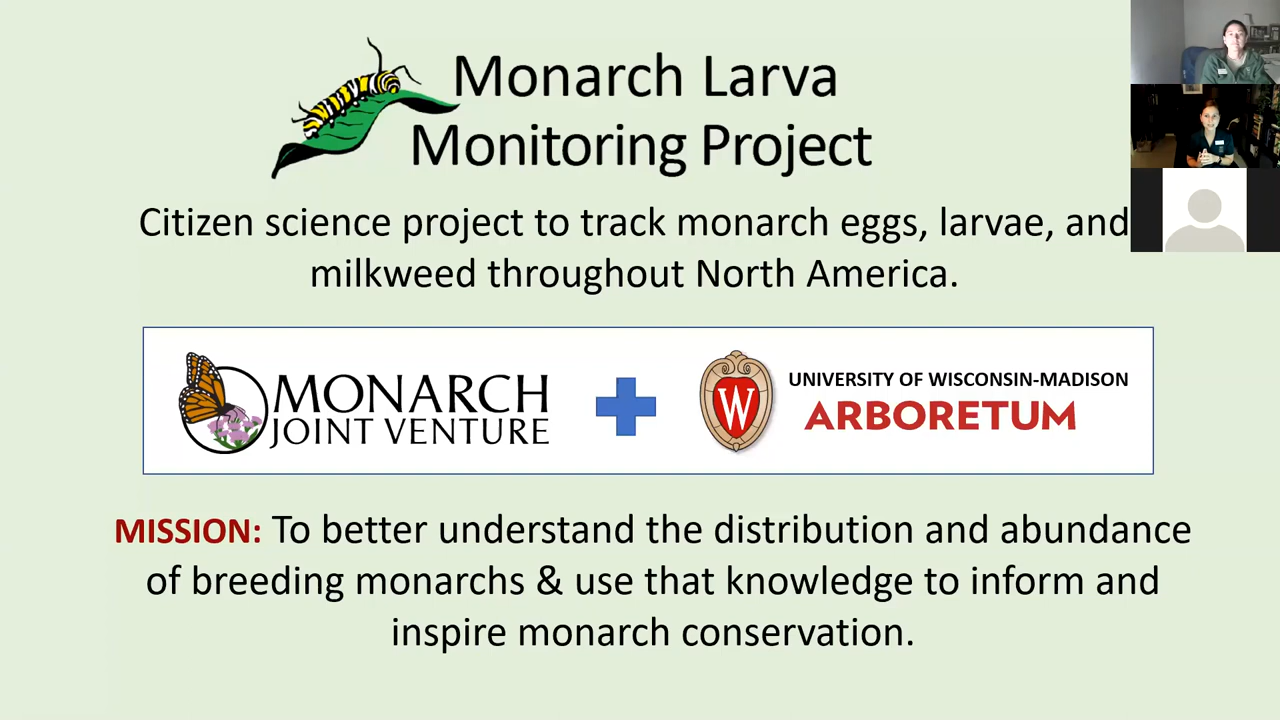 Monarch Larva
Monitoring Project
Citizen science project to track monarch eggs, larvae, and
milkweed throughout North America.
MONARCH
JOINT VENTURE
W
UNIVERSITY OF WISCONSIN-MADISON
ARBORETUM
MISSION: To better understand the distribution and abundance
of breeding monarchs & use that knowledge to inform and
inspire monarch conservation.